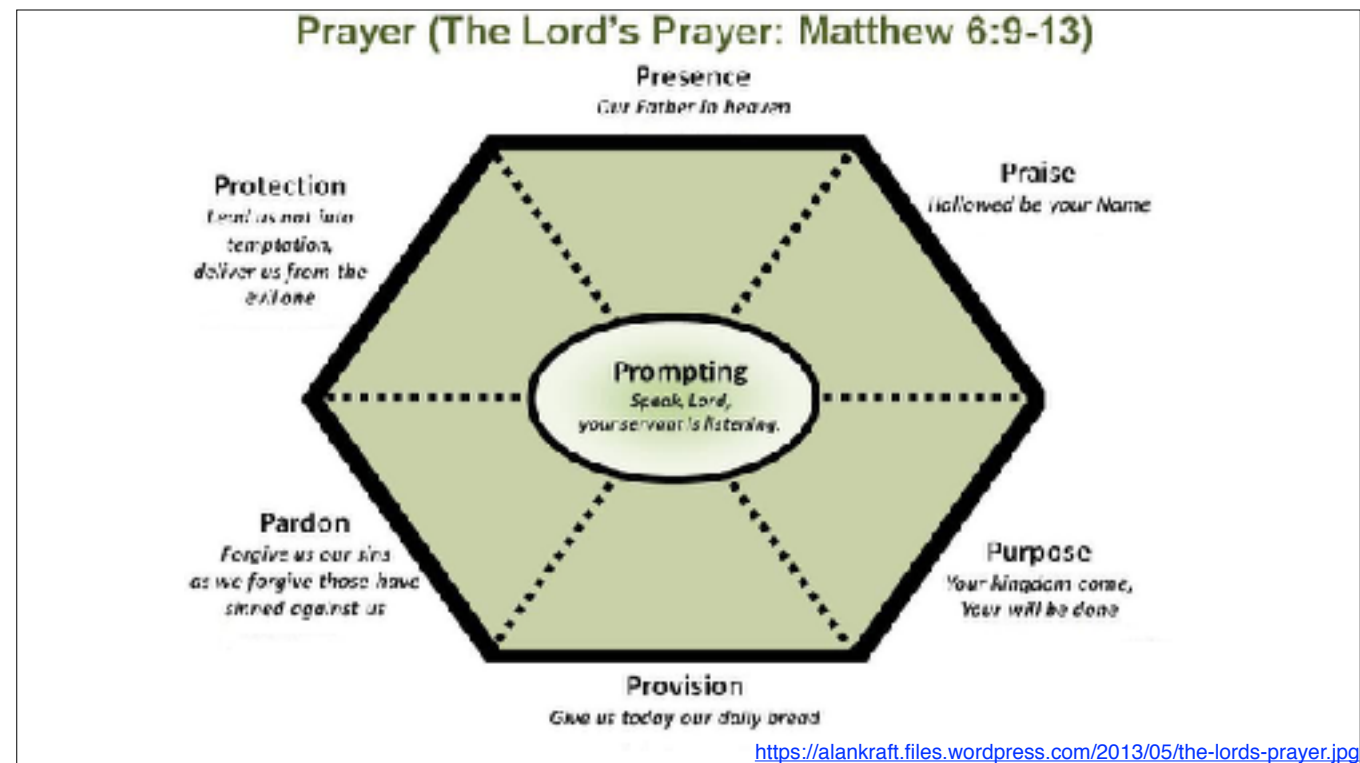 Prayer (The Lord's Prayer: Matthew 6:9-13)
Presence
Our Father in heaven
Praise
Hallowed be your Name
Purpose
Your kingdom come,
Your will be done
Provision
Give us today our daily bread
Pardon
Forgive us our sins
as we forgive those have
sinned against us
Protection
Lead us not into
temptation,
deliver us from the
evil one
Prompting
Speak, Lord,
your servant is listening.
https://alankraft.files.wordpress.com/2013/05/the-lords-prayer.jpg